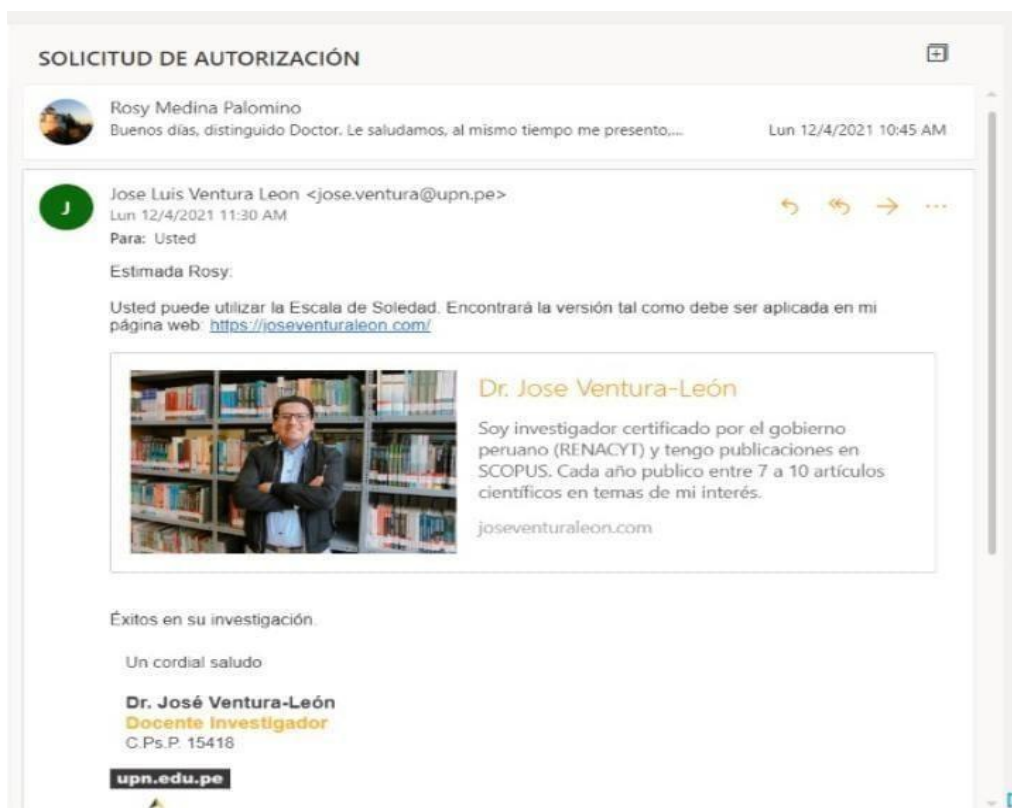 SOLICITUD DE AUTORIZACIÓN
Rosy Medina Palomino
Buenos días, distinguido Doctor. Le saludamos, al mismo tiempo me presento,...
Lun 12/4/2021 10:45 AM
J
Jose Luis Ventura Leon <jose.ventura@upn.pe>
Lun 12/4/2021 11:30 AM
Para: Usted
Estimada Rosy:
Usted puede utilizar la Escala de Soledad. Encontrará la versión tal como debe ser aplicada en mi
página web: https://joseventuraleon.com/
Dr. Jose Ventura-León
Soy investigador certificado por el gobierno
peruano (RENACYT) y tengo publicaciones en
SCOPUS. Cada año publico entre 7 a 10 artículos
científicos en temas de mi interés.
joseventuraleon.com
Éxitos en su investigación.
Un cordial saludo
Dr. José Ventura-León
Docente Investigador
C.Ps.P. 15418
upn.edu.pe